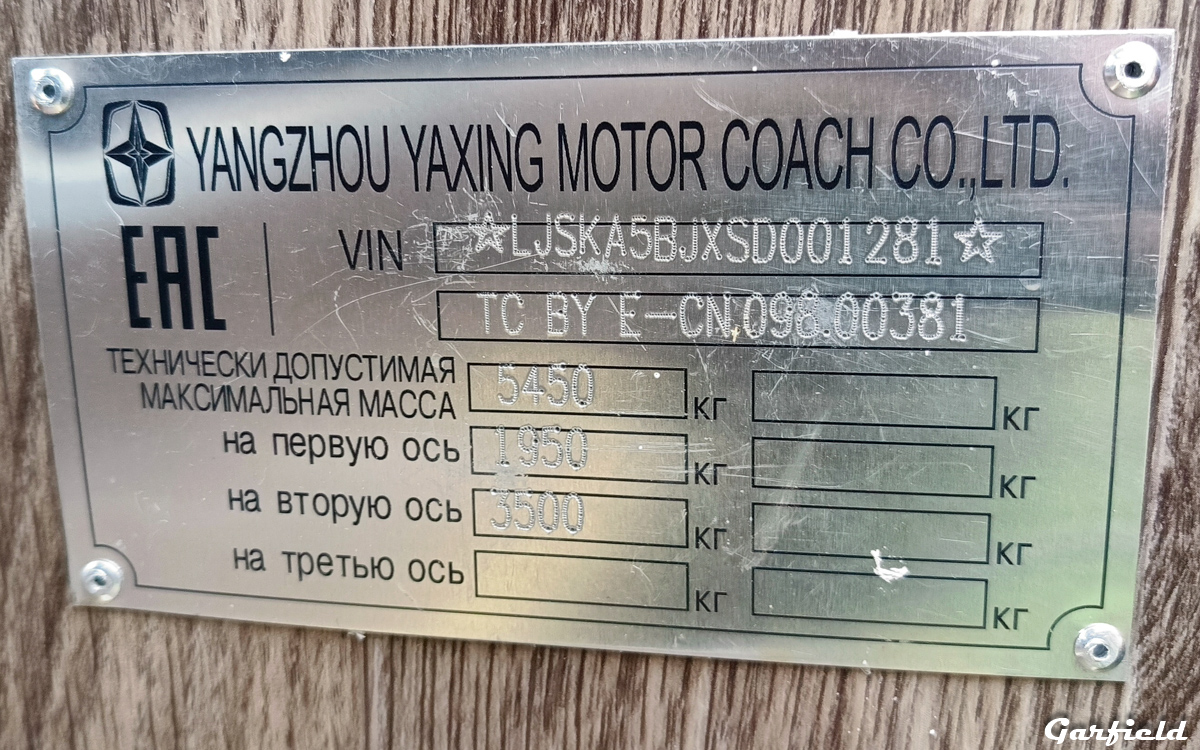 YANGZHOU YAXING MOTOR COACH CO.,LTD.
EAC
VIN ☆LJSKA5BJXSD001281☆
TC BY E-CN.098.00381
ТЕХНИЧЕСКИ ДОПУСТИМАЯ
МАКСИМАЛЬНАЯ МАССА 5450 кг кг
на первую ось 1950 кг кг
на вторую ось 3500 кг кг
на третью ось кг кг
Garfield